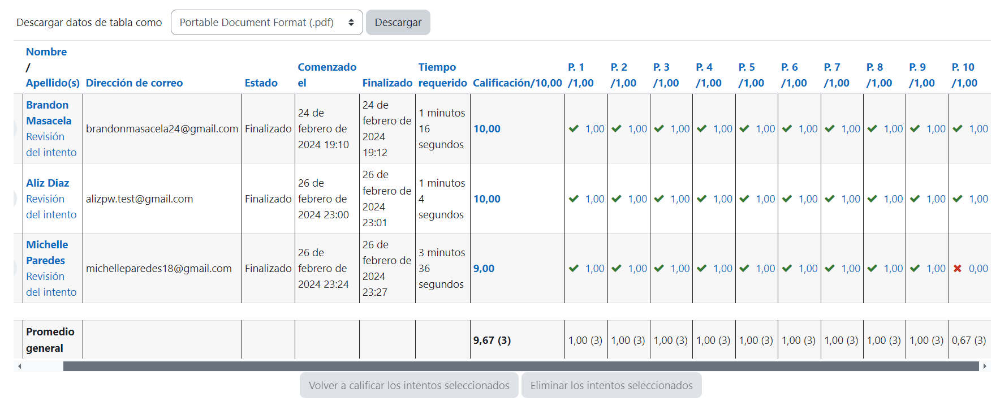 Descargar datos de tabla como Portable Document Format (.pdf) Descargar
Nombre / Apellido(s) Dirección de correo Estado Comenzado el Finalizado Tiempo requerido Calificación/10,00 P. 1 /1,00 P. 2 /1,00 P. 3 /1,00 P. 4 /1,00 P. 5 /1,00 P. 6 /1,00 P. 7 /1,00 P. 8 /1,00 P. 9 /1,00 P. 10 /1,00
Brandon Masacela Revisión del intento brandonmasacela24@gmail.com Finalizado 24 de febrero de 2024 19:10 24 de febrero de 2024 19:12 1 minutos 16 segundos 10,00 1,00 1,00 1,00 1,00 1,00 1,00 1,00 1,00 1,00 1,00
Aliz Diaz Revisión del intento alizpw.test@gmail.com Finalizado 26 de febrero de 2024 23:00 26 de febrero de 2024 23:01 1 minutos 4 segundos 10,00 1,00 1,00 1,00 1,00 1,00 1,00 1,00 1,00 1,00 1,00
Michelle Paredes Revisión del intento michelleparedes18@gmail.com Finalizado 26 de febrero de 2024 23:24 26 de febrero de 2024 23:27 3 minutos 36 segundos 9,00 1,00 1,00 1,00 1,00 1,00 1,00 1,00 1,00 1,00 0,00
Promedio general 9,67 (3) 1,00 (3) 1,00 (3) 1,00 (3) 1,00 (3) 1,00 (3) 1,00 (3) 1,00 (3) 1,00 (3) 1,00 (3) 0,67 (3)
Volver a calificar los intentos seleccionados Eliminar los intentos seleccionados